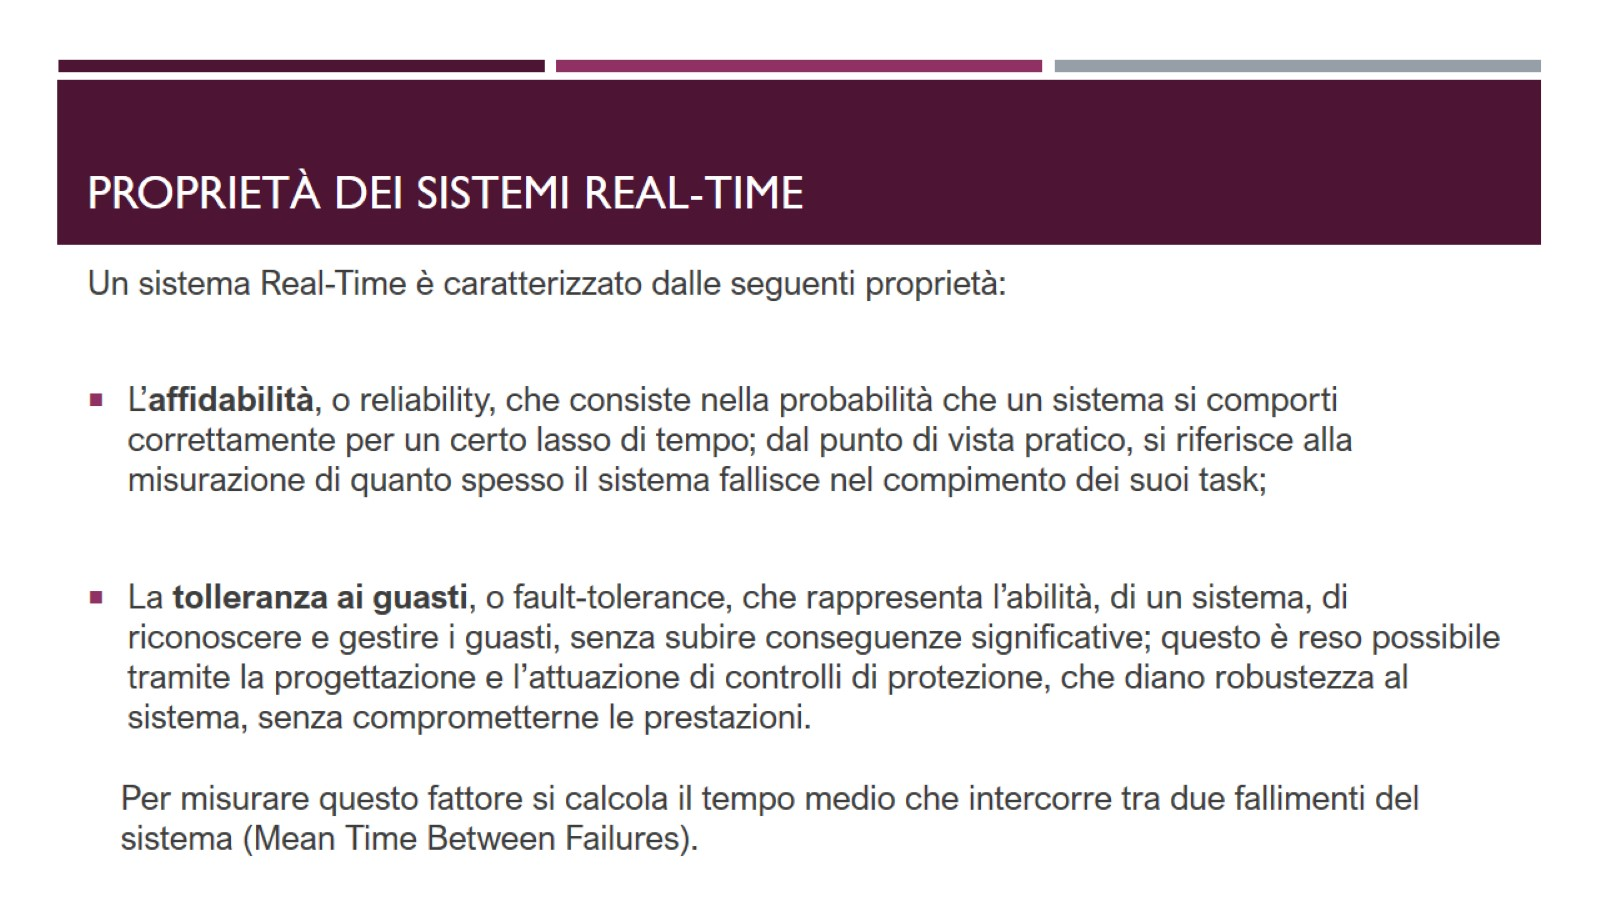 PROPRIETÀ DEI SISTEMI REAL-TIME
Un sistema Real-Time è caratterizzato dalle seguenti proprietà:
L’affidabilità, o reliability, che consiste nella probabilità che un sistema si comporti
correttamente per un certo lasso di tempo; dal punto di vista pratico, si riferisce alla
misurazione di quanto spesso il sistema fallisce nel compimento dei suoi task;
La tolleranza ai guasti, o fault-tolerance, che rappresenta l’abilità, di un sistema, di
riconoscere e gestire i guasti, senza subire conseguenze significative; questo è reso possibile
tramite la progettazione e l’attuazione di controlli di protezione, che diano robustezza al
sistema, senza comprometterne le prestazioni.
Per misurare questo fattore si calcola il tempo medio che intercorre tra due fallimenti del
sistema (Mean Time Between Failures).